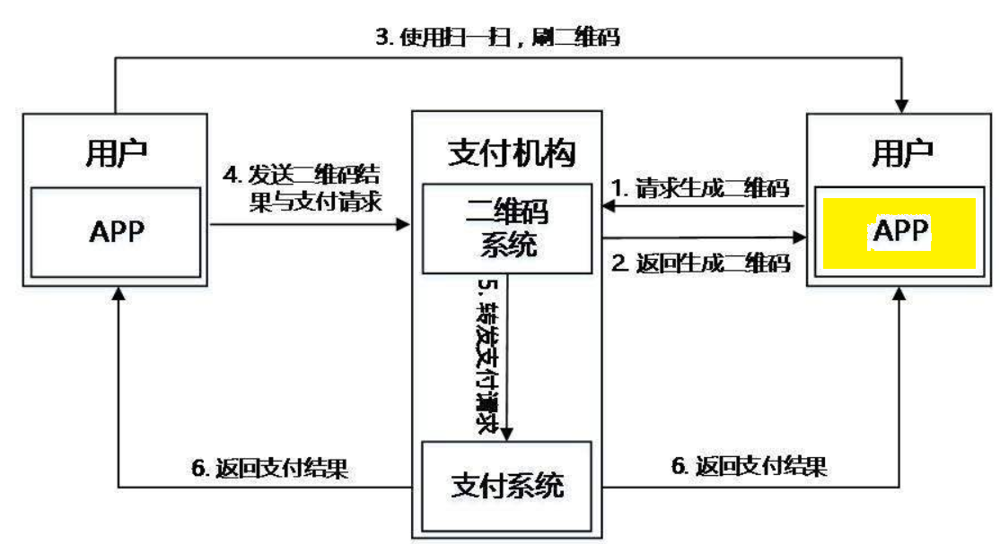 3. 使用扫一扫，刷二维码
用户
APP
4. 发送二维码结
果与支付请求
支付机构
二维码
系统
1. 请求生成二维码
2. 返回生成二维码
用户
APP
5. 转发支付请求
支付系统
6. 返回支付结果
6. 返回支付结果